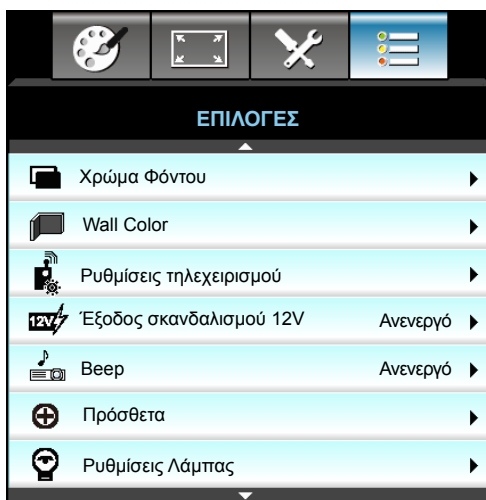 ΕΠΙΛΟΓΕΣ
Χρώμα Φόντου
Wall Color
Ρυθμίσεις τηλεχειρισμού
12V Έξοδος σκανδαλισμού 12V Ανενεργό
Beep Ανενεργό
Πρόσθετα
Ρυθμίσεις Λάμπας